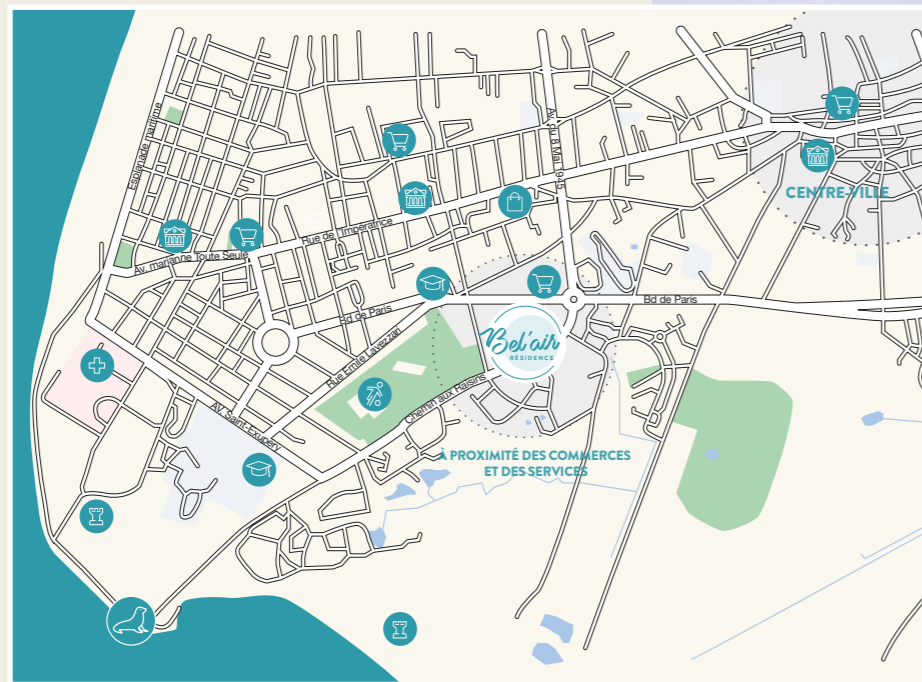 Esplanade maritime
Av. du 8 Mai 1945
CENTRE-VILLE
Rue de l'Impératrice
Av. marianne Toute Seule
Bd de Paris
Bd de Paris
Bel'air
RÉSIDENCE
Rue Emile Lavezzari
Chemin aux Raisins
AV. Saint-Exupéry
À PROXIMITÉ DES COMMERCES
ET DES SERVICES